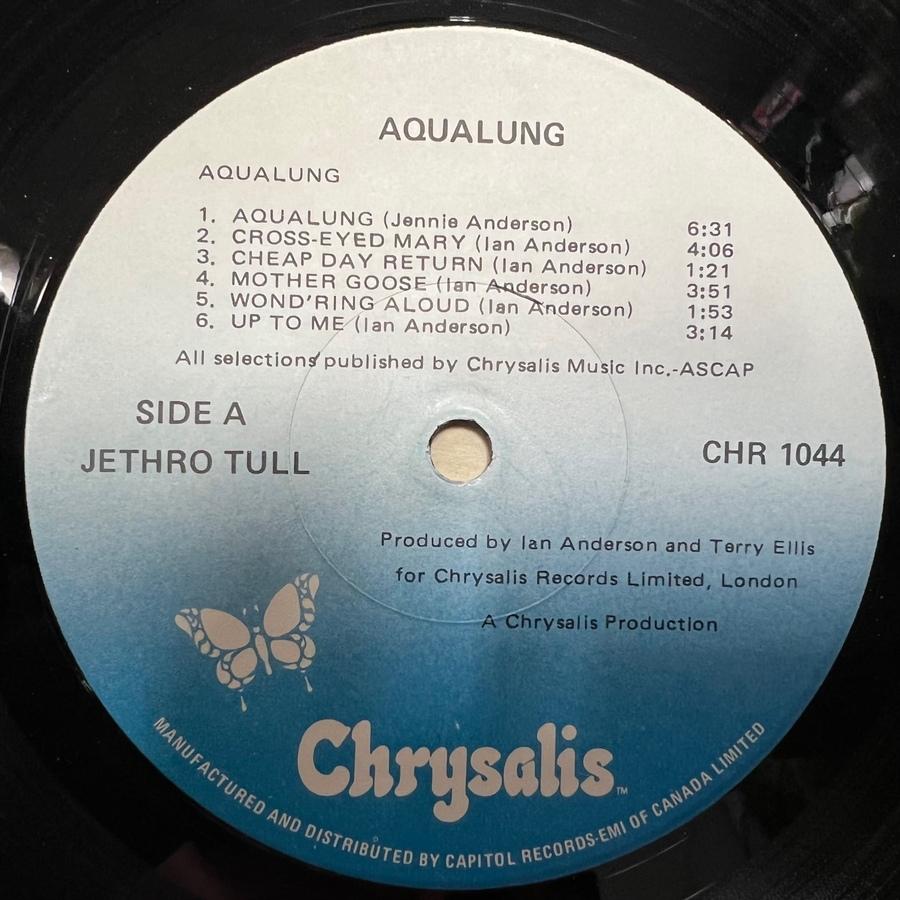 AQUALUNG
AQUALUNG
1. AQUALUNG (Jennie Anderson) 6:31
2. CROSS-EYED MARY (Ian Anderson) 4:06
3. CHEAP DAY RETURN (Ian Anderson) 1:21
4. MOTHER GOOSE (Ian Anderson) 3:51
5. WOND'RING ALOUD (Ian Anderson) 1:53
6. UP TO ME (Ian Anderson) 3:14
All selections published by Chrysalis Music Inc.-ASCAP
SIDE A
JETHRO TULL
CHR 1044
Produced by Ian Anderson and Terry Ellis
for Chrysalis Records Limited, London
A Chrysalis Production
Chrysalis™
MANUFACTURED AND DISTRIBUTED BY CAPITOL RECORDS-EMI OF CANADA LIMITED